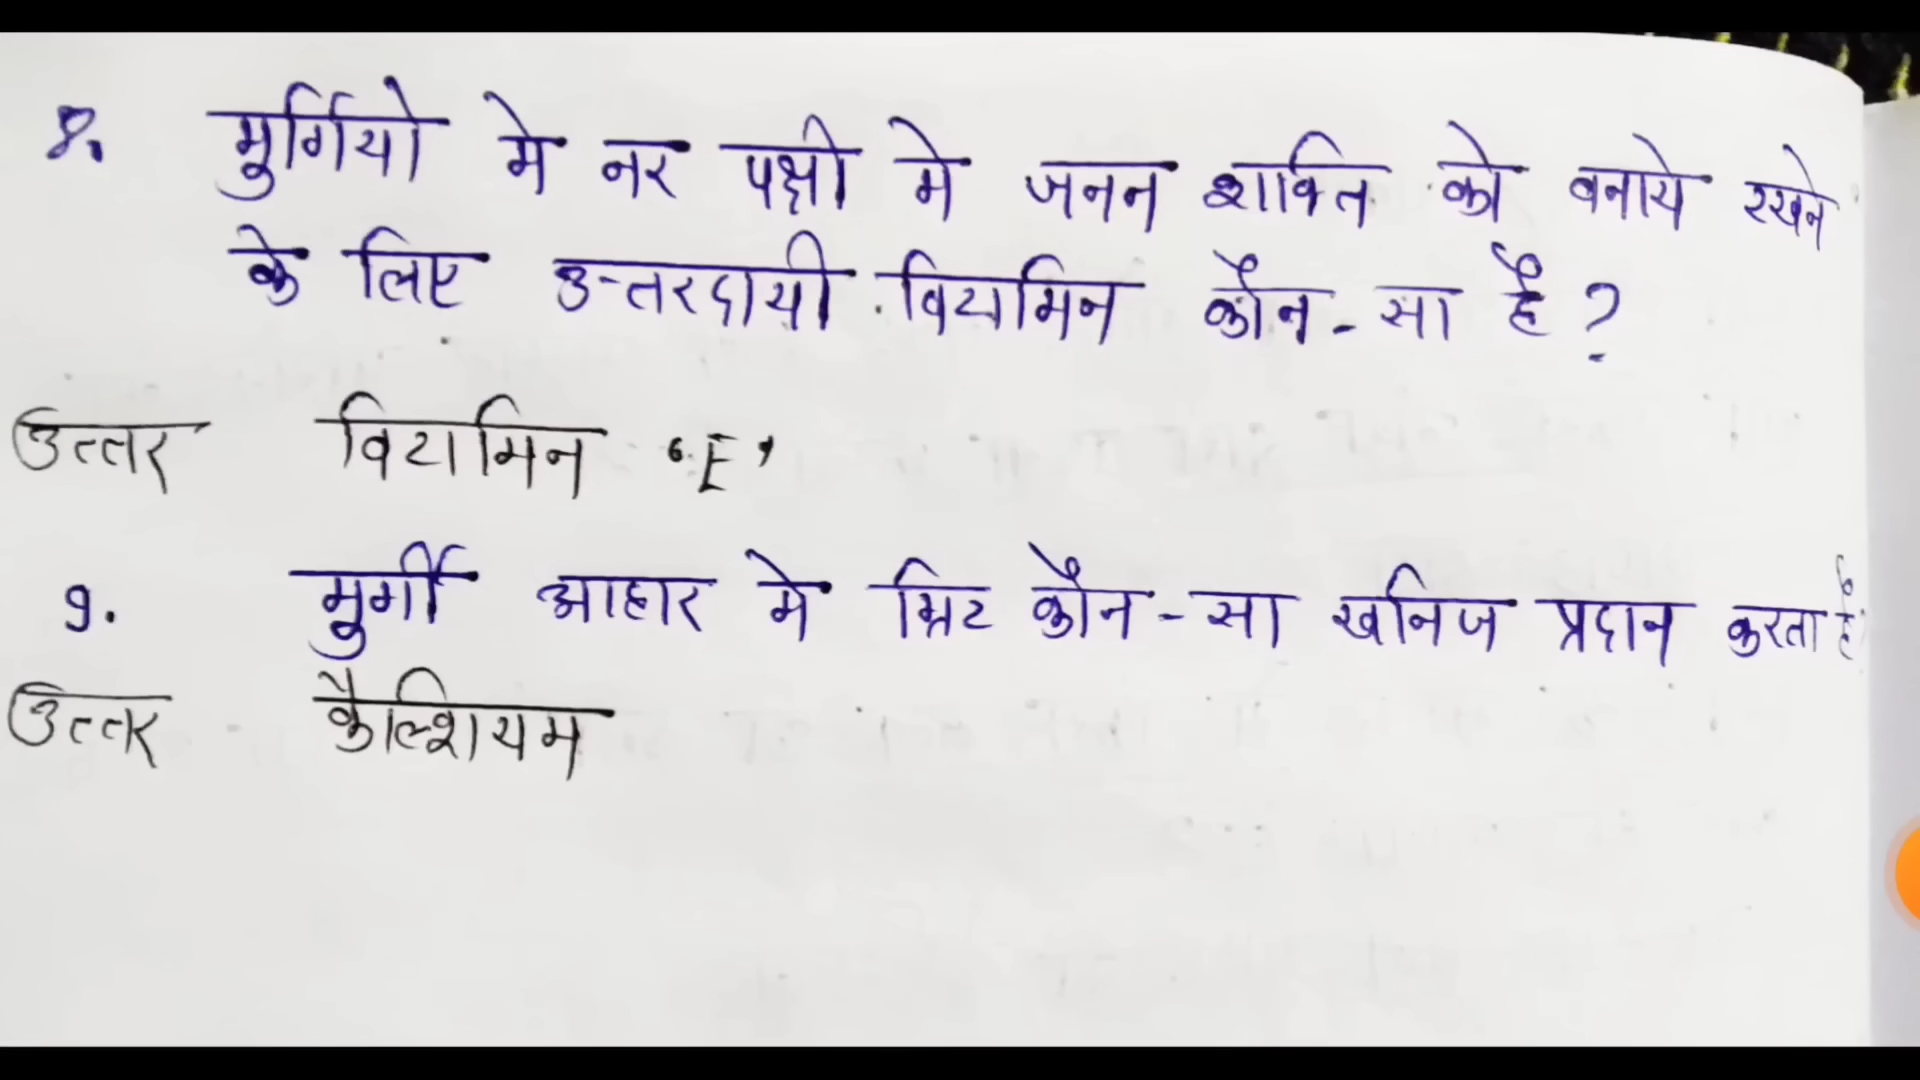 8. मुर्गियो मे नर पक्षी मे जनन शक्ति को बनाये रखने
के लिए उत्तरदायी विटामिन कौन-सा है ?
उत्तर विटामिन 'E'
9. मुर्गी आहार मे ग्रिट कौन-सा खनिज प्रदान करता है
उत्तर कैल्शियम